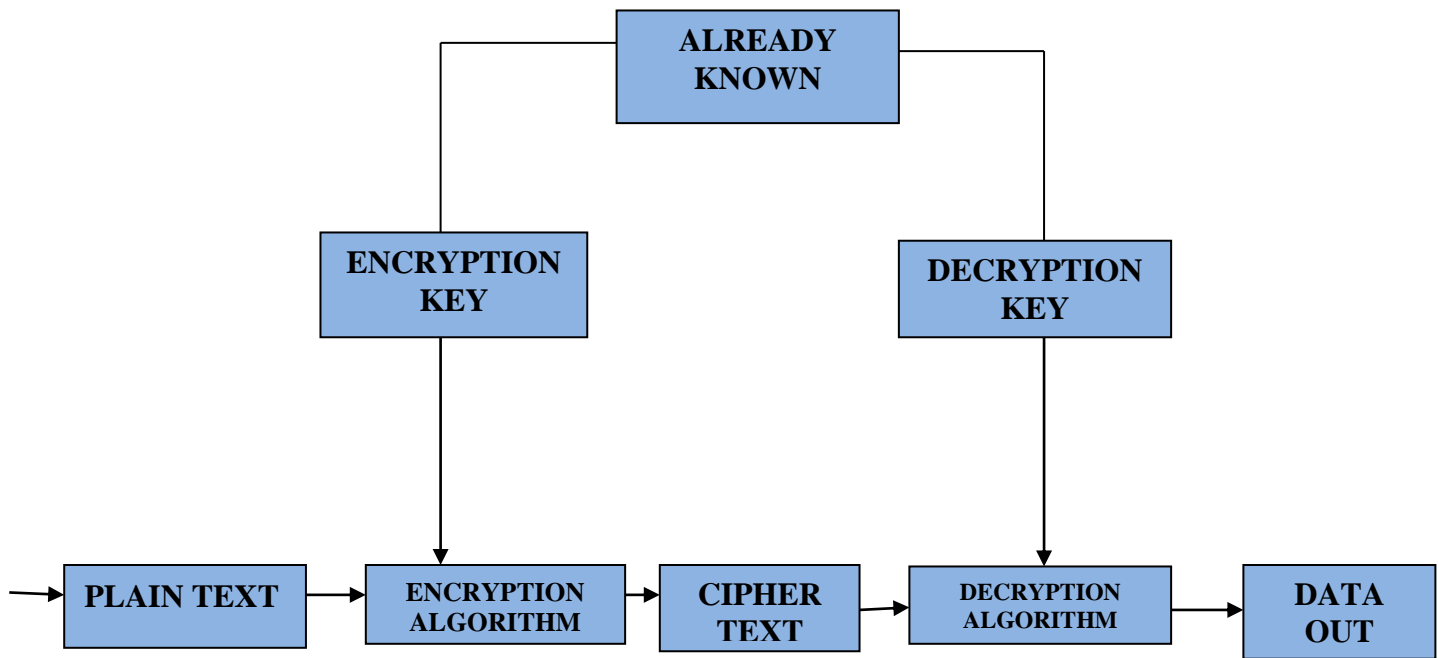 ALREADY
KNOWN
ENCRYPTION
KEY
DECRYPTION
KEY
PLAIN TEXT
ENCRYPTION
ALGORITHM
CIPHER
TEXT
DECRYPTION
ALGORITHM
DATA
OUT